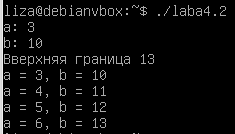 liza@debianvbox:~$ ./laba4.2
a: 3
b: 10
Вверхняя граница 13
a = 3, b = 10
a = 4, b = 11
a = 5, b = 12
a = 6, b = 13